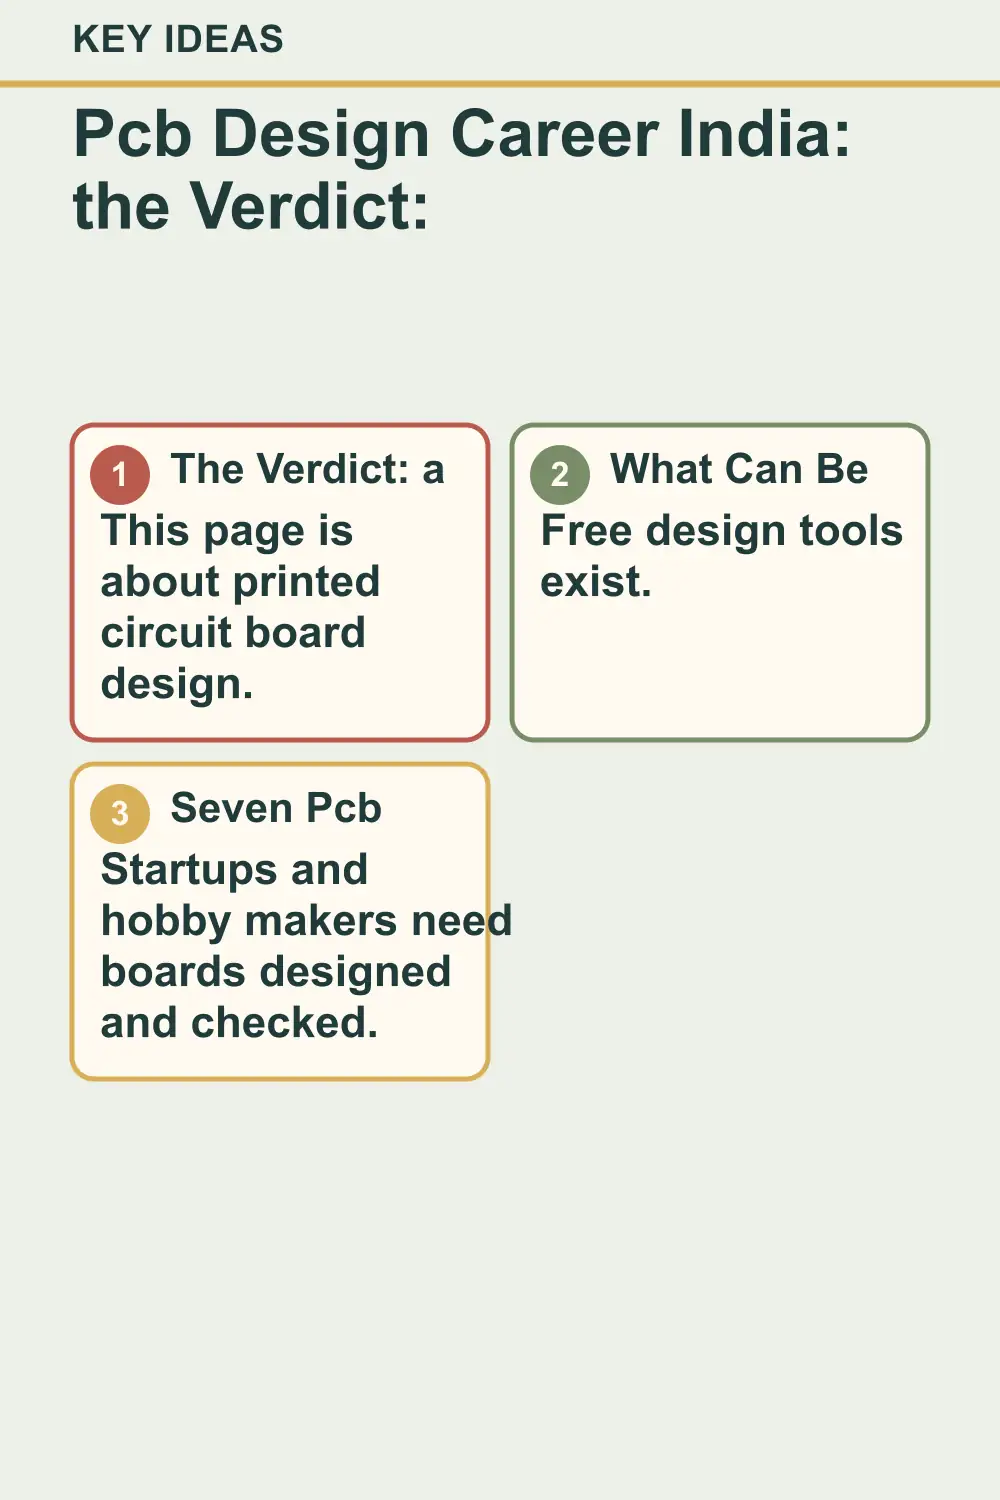 KEY IDEAS
Pcb Design Career India:
the Verdict:
1 The Verdict: a
This page is
about printed
circuit board
design.
2 What Can Be
Free design tools
exist.
3 Seven Pcb
Startups and
hobby makers need
boards designed
and checked.